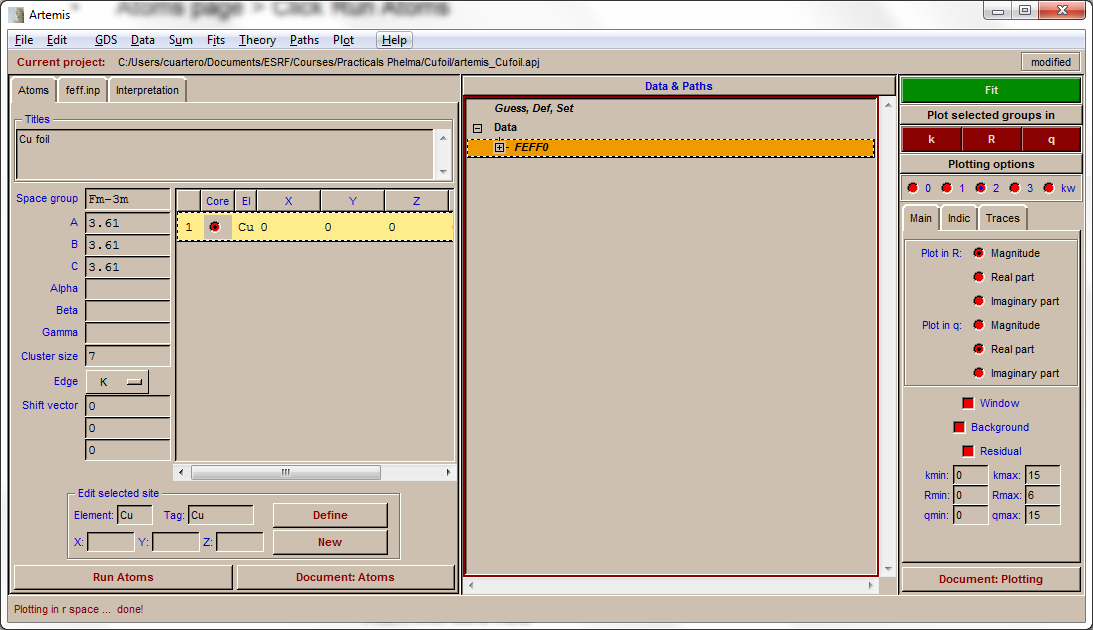 Atoms page > Click Run Atoms
Artemis
File Edit GDS Data Sum Fits Theory Paths Plot Help
Current project: C:/Users/cuartero/Documents/ESRF/Courses/Practicals Phelma/Cufoil/artemis_Cufoil.apj modified
Atoms feff.inp Interpretation
Titles
Cu foil
Space group Fm-3m
A 3.61
B 3.61
C 3.61
Alpha
Beta
Gamma
Cluster size 7
Edge K
Shift vector 0
0
0
Core El X Y Z
1 Cu 0 0 0
Edit selected site
Element: Cu Tag: Cu Define
X: Y: Z: New
Run Atoms Document: Atoms
Data & Paths
Guess, Def, Set
Data
FEFF0
Fit
Plot selected groups in
k R q
Plotting options
0 1 2 3 kw
Main Indic Traces
Plot in R: Magnitude
Real part
Imaginary part
Plot in q: Magnitude
Real part
Imaginary part
Window
Background
Residual
kmin: 0 kmax: 15
Rmin: 0 Rmax: 6
qmin: 0 qmax: 15
Document: Plotting
Plotting in r space ... done!